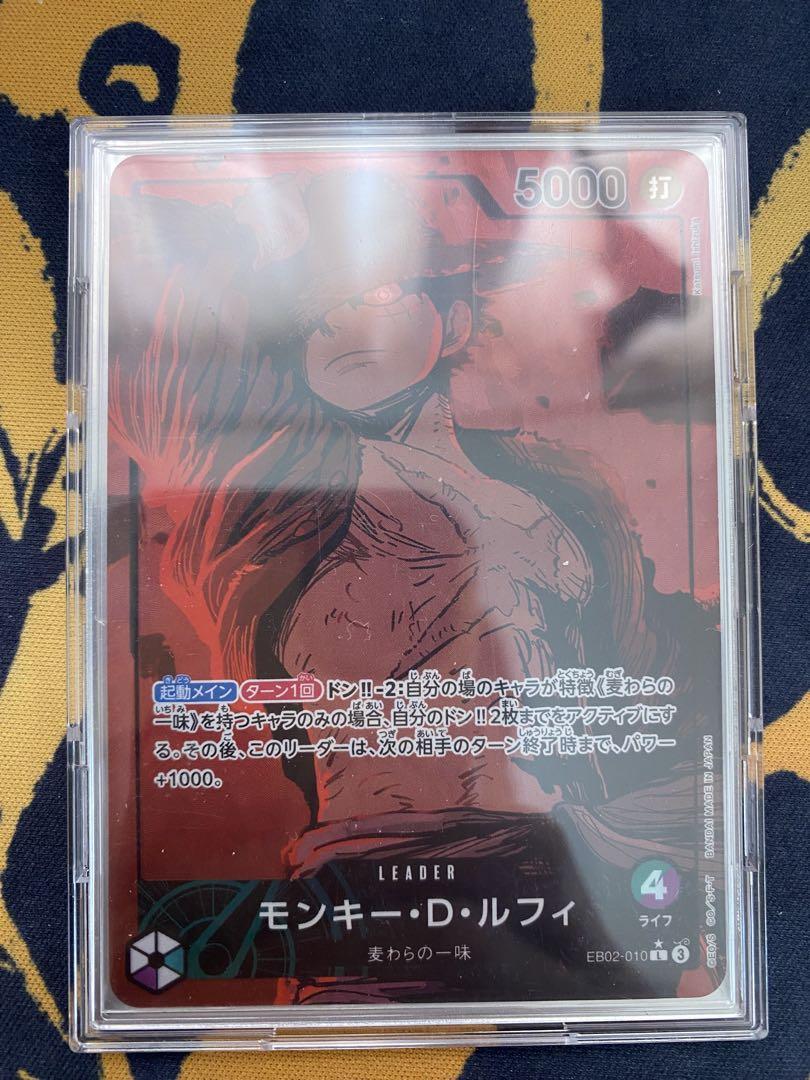 5000 打
Katsumi Ishizuka
起動メイン ターン1回 ドン!!-2:自分の場のキャラが特徴《麦わらの
一味》を持つキャラのみの場合、自分のドン!!2枚までをアクティブにす
る。その後、このリーダーは、次の相手のターン終了時まで、パワー
+1000。
LEADER
4
モンキー・D・ルフィ
ライフ
麦わらの一味
EB02-010 L 3
©EO/S ©O/S・F・T BANDAI MADE IN JAPAN